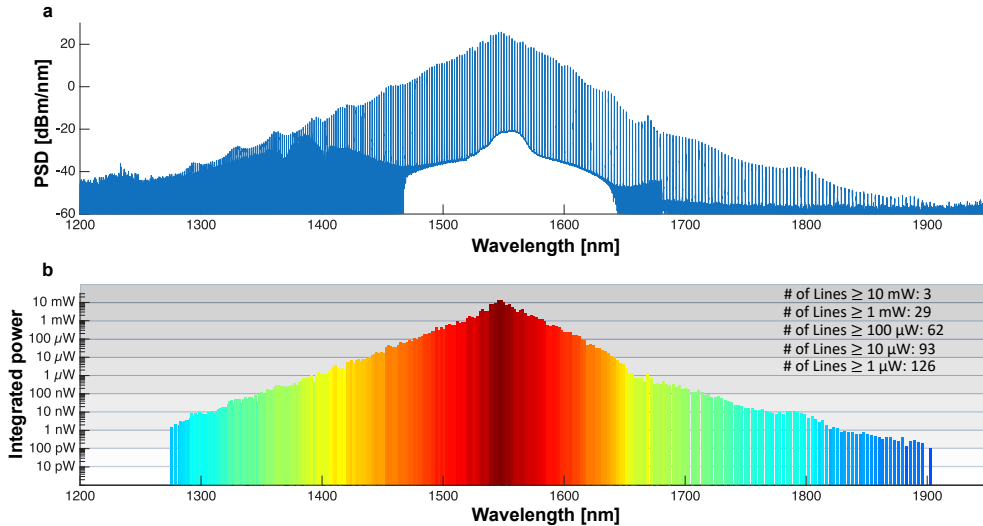 a
PSD [dBm/nm]
20
0
-20
-40
-60
1200 1300 1400 1500 1600 1700 1800 1900
Wavelength [nm]
b
Integrated power
10 mW
1 mW
100 µW
10 µW
1 µW
100 nW
10 nW
1 nW
100 pW
10 pW
# of Lines ≥ 10 mW: 3
# of Lines ≥ 1 mW: 29
# of Lines ≥ 100 µW: 62
# of Lines ≥ 10 µW: 93
# of Lines ≥ 1 µW: 126
1200 1300 1400 1500 1600 1700 1800 1900
Wavelength [nm]